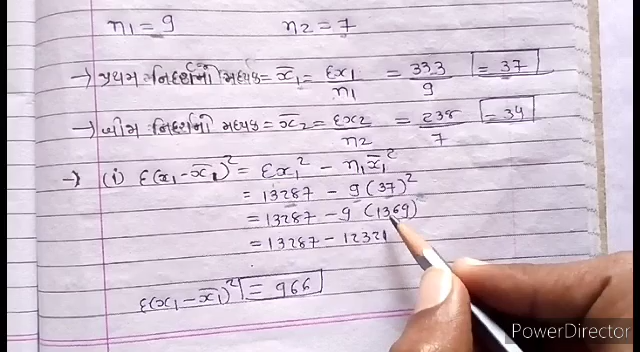 n1 = 9 n2 = 7
→ પ્રથમ નિદર્શનો મધ્યક = x̄1 = Σx1/n1 = 333/9 = 37
→ બીજા નિદર્શનો મધ્યક = x̄2 = Σx2/n2 = 238/7 = 34
→ (i) Σ(x1 - x̄1)² = Σx1² - n1x̄1²
= 13287 - 9(37)²
= 13287 - 9(1369)
= 13287 - 12321
Σ(x1 - x̄1)² = 966
PowerDirector